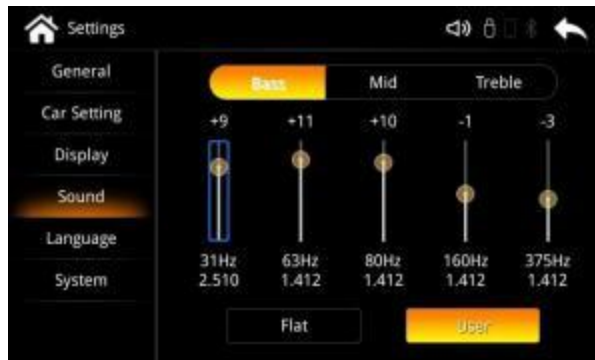 Settings
General
Car Setting
Display
Sound
Language
System
Bass Mid Treble
+9 +11 +10 -1 -3
31Hz 63Hz 80Hz 160Hz 375Hz
2.510 1.412 1.412 1.412 1.412
Flat User